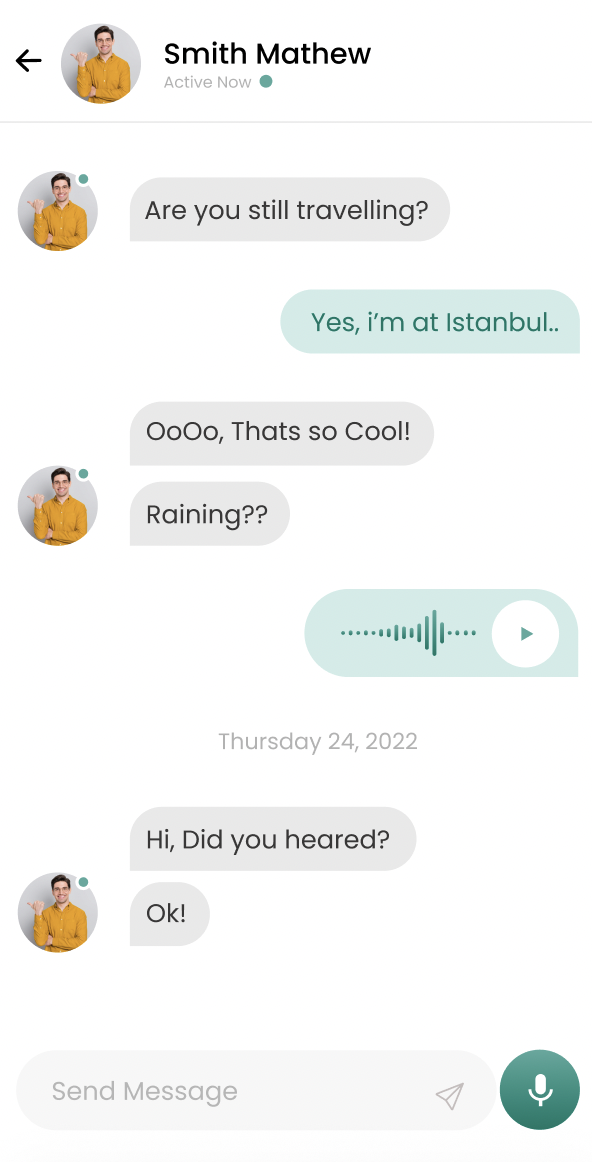 Smith Mathew
Active Now
Are you still travelling?
Yes, i’m at Istanbul..
OoOo, Thats so Cool!
Raining??
Thursday 24, 2022
Hi, Did you heared?
Ok!
Send Message